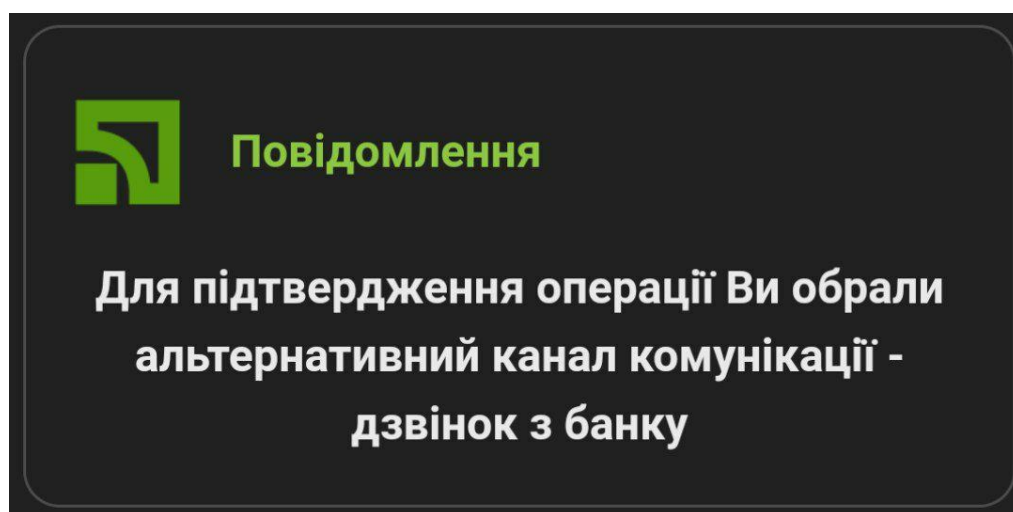 Повідомлення
Для підтвердження операції Ви обрали
альтернативний канал комунікації -
дзвінок з банку